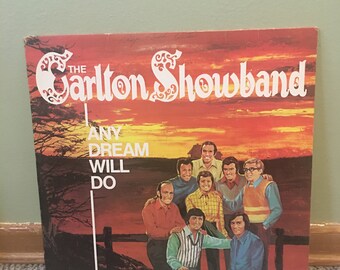 THE
Carlton Showband
ANY
DREAM
WILL
DO